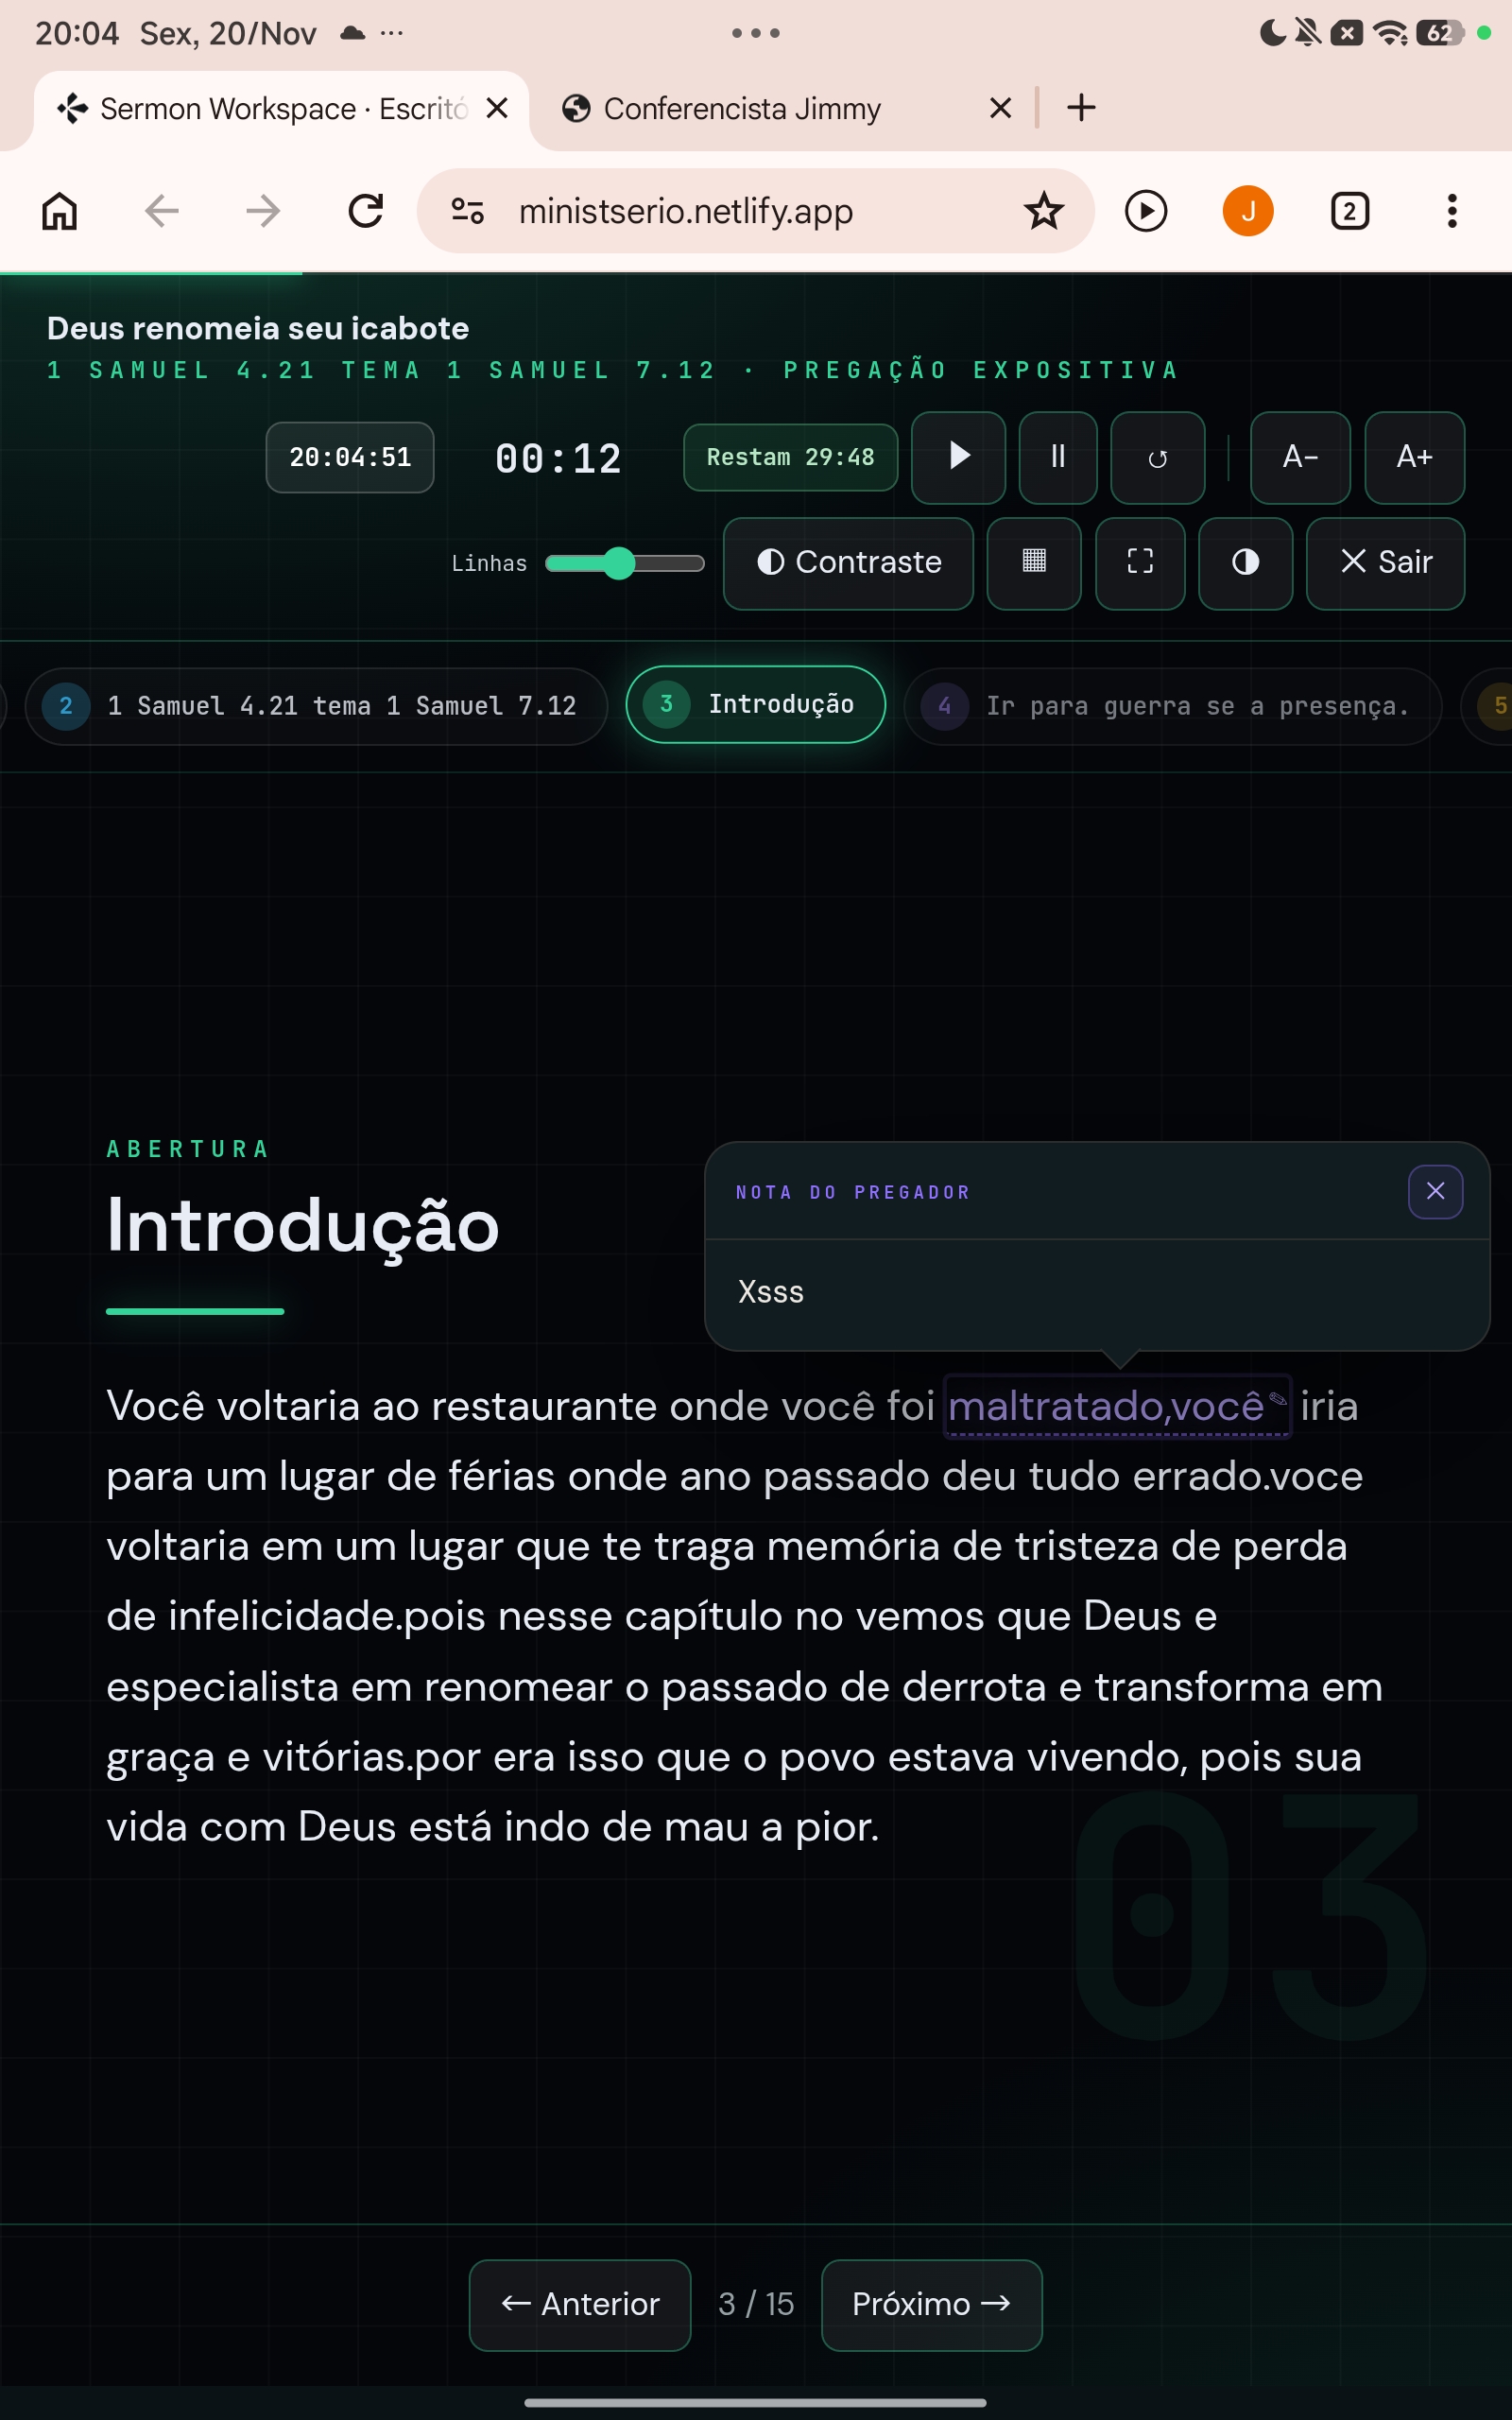 20:04 Sex, 20/Nov
62
Sermon Workspace · Escritó
Conferencista Jimmy
ministserio.netlify.app
J
2
Deus renomeia seu icabote
1 SAMUEL 4.21 TEMA 1 SAMUEL 7.12 · PREGAÇÃO EXPOSITIVA
20:04:51
00:12
Restam 29:48
A−
A+
Linhas
Contraste
Sair
2 1 Samuel 4.21 tema 1 Samuel 7.12
3 Introdução
4 Ir para guerra se a presença.
5
ABERTURA
Introdução
NOTA DO PREGADOR
Xsss
Você voltaria ao restaurante onde você foi maltratado,você iria
para um lugar de férias onde ano passado deu tudo errado.voce
voltaria em um lugar que te traga memória de tristeza de perda
de infelicidade.pois nesse capítulo no vemos que Deus e
especialista em renomear o passado de derrota e transforma em
graça e vitórias.por era isso que o povo estava vivendo, pois sua
vida com Deus está indo de mau a pior.
03
← Anterior
3 / 15
Próximo →